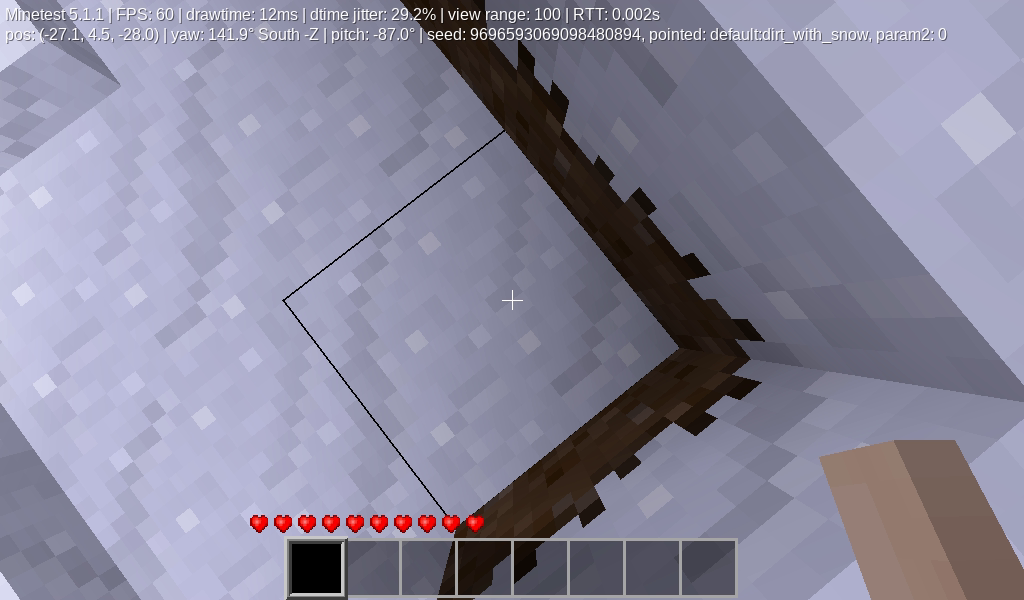 Minetest 5.1.1 | FPS: 60 | drawtime: 12ms | dtime jitter: 29.2% | view range: 100 | RTT: 0.002s
pos: (-27.1, 4.5, -28.0) | yaw: 141.9° South -Z | pitch: -87.0° | seed: 9696593069098480894, pointed: default:dirt_with_snow, param2: 0